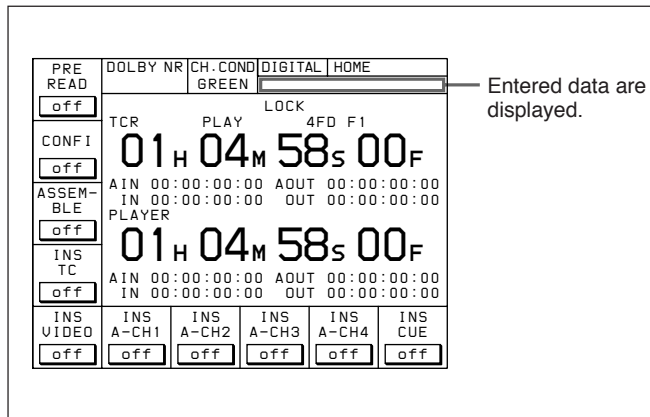 PRE
READ
off
DOLBY NR
CH.COND
GREEN
DIGITAL
HOME
Entered data are
displayed.
LOCK
TCR PLAY 4FD F1
01H 04M 58S 00F
AIN 00:00:00:00 AOUT 00:00:00:00
IN 00:00:00:00 OUT 00:00:00:00
PLAYER
01H 04M 58S 00F
AIN 00:00:00:00 AOUT 00:00:00:00
IN 00:00:00:00 OUT 00:00:00:00
CONFI
off
ASSEM-
BLE
off
INS
TC
off
INS
VIDEO
off
INS
A-CH1
off
INS
A-CH2
off
INS
A-CH3
off
INS
A-CH4
off
INS
CUE
off